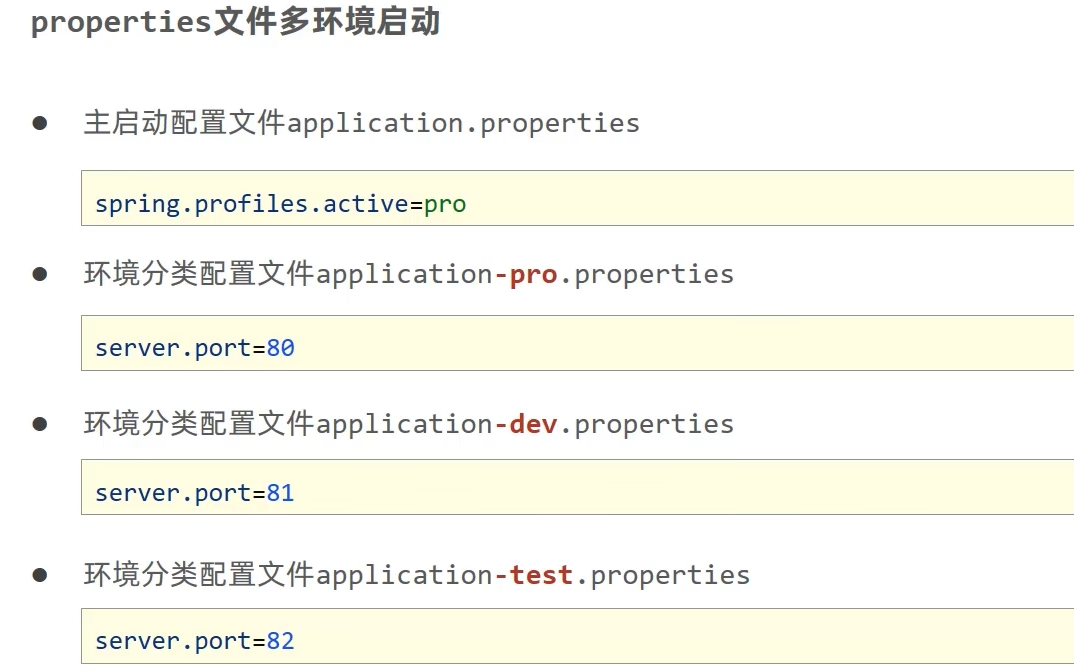 properties文件多环境启动
● 主启动配置文件application.properties
spring.profiles.active=pro
● 环境分类配置文件application-pro.properties
server.port=80
● 环境分类配置文件application-dev.properties
server.port=81
● 环境分类配置文件application-test.properties
server.port=82